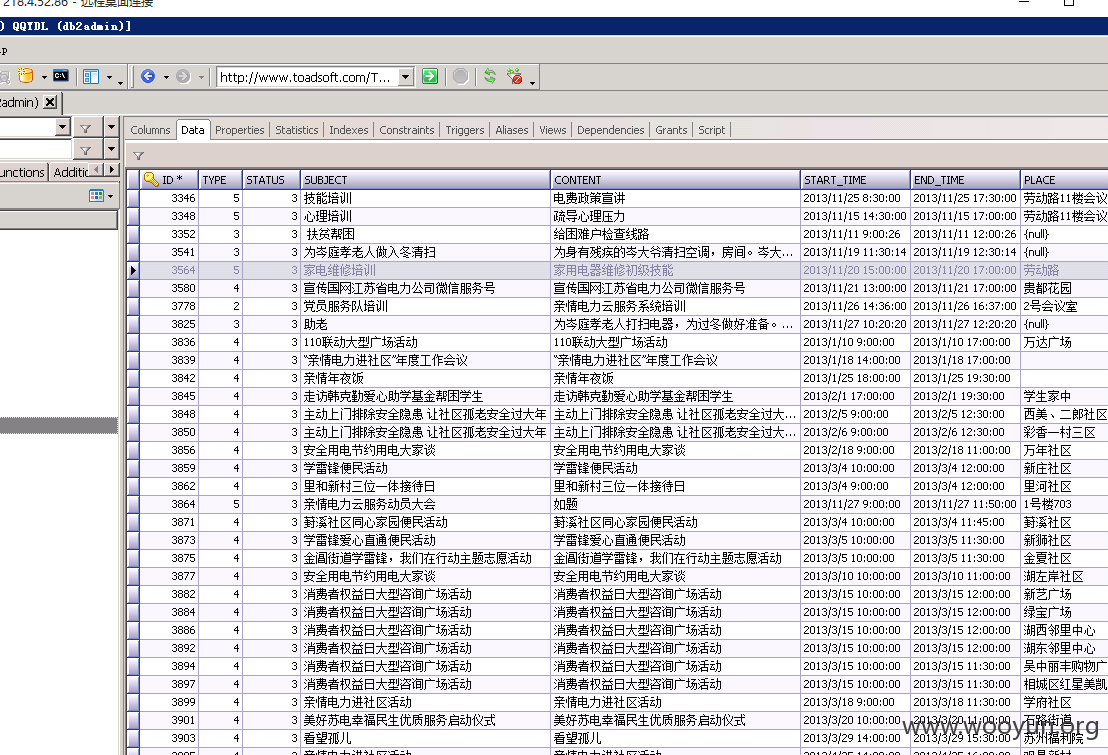 218.4.52.86 - 远程桌面连接
) QQYDL (db2admin)]
http://www.toadsoft.com/T...
admin)
Columns Data Properties Statistics Indexes Constraints Triggers Aliases Views Dependencies Grants Script
unctions Additic
ID * TYPE STATUS SUBJECT CONTENT START_TIME END_TIME PLACE
3346 5 3 技能培训 电费政策宣讲 2013/11/25 8:30:00 2013/11/25 17:30:00 劳动路11楼会议
3348 5 3 心理培训 疏导心理压力 2013/11/15 14:30:00 2013/11/15 17:00:00 劳动路11楼会议
3352 3 3 扶贫帮困 给困难户检查线路 2013/11/11 9:00:26 2013/11/11 12:00:26 {null}
3541 3 3 为岑庭孝老人做入冬清扫 为身有残疾的岑大爷清扫空调，房间。岑大... 2013/11/19 11:30:14 2013/11/19 12:30:14 {null}
3564 5 3 家电维修培训 家用电器维修初级技能 2013/11/20 15:00:00 2013/11/20 17:00:00 劳动路
3580 4 3 宣传国网江苏省电力公司微信服务号 宣传国网江苏省电力公司微信服务号 2013/11/21 13:00:00 2013/11/21 17:00:00 贵都花园
3778 2 3 党员服务队培训 亲情电力云服务系统培训 2013/11/26 14:36:00 2013/11/26 16:37:00 2号会议室
3825 3 3 助老 为岑庭孝老人打扫电器，为过冬做好准备。... 2013/11/27 10:20:20 2013/11/27 12:20:20 {null}
3836 4 3 110联动大型广场活动 110联动大型广场活动 2013/1/10 9:00:00 2013/1/10 17:00:00 万达广场
3839 4 3 “亲情电力进社区”年度工作会议 “亲情电力进社区”年度工作会议 2013/1/18 14:00:00 2013/1/18 17:00:00
3842 4 3 亲情年夜饭 亲情年夜饭 2013/1/25 18:00:00 2013/1/25 19:30:00
3845 4 3 走访韩克勤爱心助学基金帮困学生 走访韩克勤爱心助学基金帮困学生 2013/2/1 17:00:00 2013/2/1 19:30:00 学生家中
3848 4 3 主动上门排除安全隐患 让社区孤老安全过大年 主动上门排除安全隐患 让社区孤老安全过大... 2013/2/5 9:00:00 2013/2/5 12:30:00 西美、二郎社区
3850 4 3 主动上门排除安全隐患 让社区孤老安全过大年 主动上门排除安全隐患 让社区孤老安全过大... 2013/2/6 9:00:00 2013/2/6 12:30:00 彩香一村三区
3856 4 3 安全用电节约用电大家谈 安全用电节约用电大家谈 2013/2/18 9:00:00 2013/2/18 11:00:00 万年社区
3859 4 3 学雷锋便民活动 学雷锋便民活动 2013/3/4 10:00:00 2013/3/4 12:00:00 新庄社区
3862 4 3 里和新村三位一体接待日 里和新村三位一体接待日 2013/3/4 9:00:00 2013/3/4 12:00:00 里河社区
3864 5 3 亲情电力云服务动员大会 如题 2013/11/27 9:00:00 2013/11/27 11:50:00 1号楼703
3871 4 3 葑溪社区同心家园便民活动 葑溪社区同心家园便民活动 2013/3/4 10:00:00 2013/3/4 11:45:00 葑溪社区
3873 4 3 学雷锋爱心直通便民活动 学雷锋爱心直通便民活动 2013/3/5 10:00:00 2013/3/5 11:30:00 新狮社区
3875 4 3 金阊街道学雷锋，我们在行动主题志愿活动 金阊街道学雷锋，我们在行动主题志愿活动 2013/3/5 10:00:00 2013/3/5 11:30:00 金夏社区
3877 4 3 安全用电节约用电大家谈 安全用电节约用电大家谈 2013/3/10 10:00:00 2013/3/10 11:00:00 湖左岸社区
3882 4 3 消费者权益日大型咨询广场活动 消费者权益日大型咨询广场活动 2013/3/15 10:00:00 2013/3/15 12:00:00 新艺广场
3884 4 3 消费者权益日大型咨询广场活动 消费者权益日大型咨询广场活动 2013/3/15 10:00:00 2013/3/15 12:00:00 绿宝广场
3886 4 3 消费者权益日大型咨询广场活动 消费者权益日大型咨询广场活动 2013/3/15 10:00:00 2013/3/15 12:00:00 湖西邻里中心
3892 4 3 消费者权益日大型咨询广场活动 消费者权益日大型咨询广场活动 2013/3/15 10:00:00 2013/3/15 12:00:00 湖东邻里中心
3894 4 3 消费者权益日大型咨询广场活动 消费者权益日大型咨询广场活动 2013/3/15 10:00:00 2013/3/15 11:30:00 吴中丽丰购物广
3897 4 3 消费者权益日大型咨询广场活动 消费者权益日大型咨询广场活动 2013/3/15 10:00:00 2013/3/15 11:30:00 相城区红星美凯
3899 4 3 亲情电力进社区活动 亲情电力进社区活动 2013/3/18 9:00:00 2013/3/18 11:30:00 学府社区
3901 4 3 美好苏电幸福民生优质服务启动仪式 美好苏电幸福民生优质服务启动仪式 2013/3/20 10:00:00 2013/3/20 11:00:00 石路街道
3903 4 3 看望孤儿 看望孤儿 2013/3/29 14:00:00 2013/3/29 15:30:00 苏州福利院
www.wooyun.org